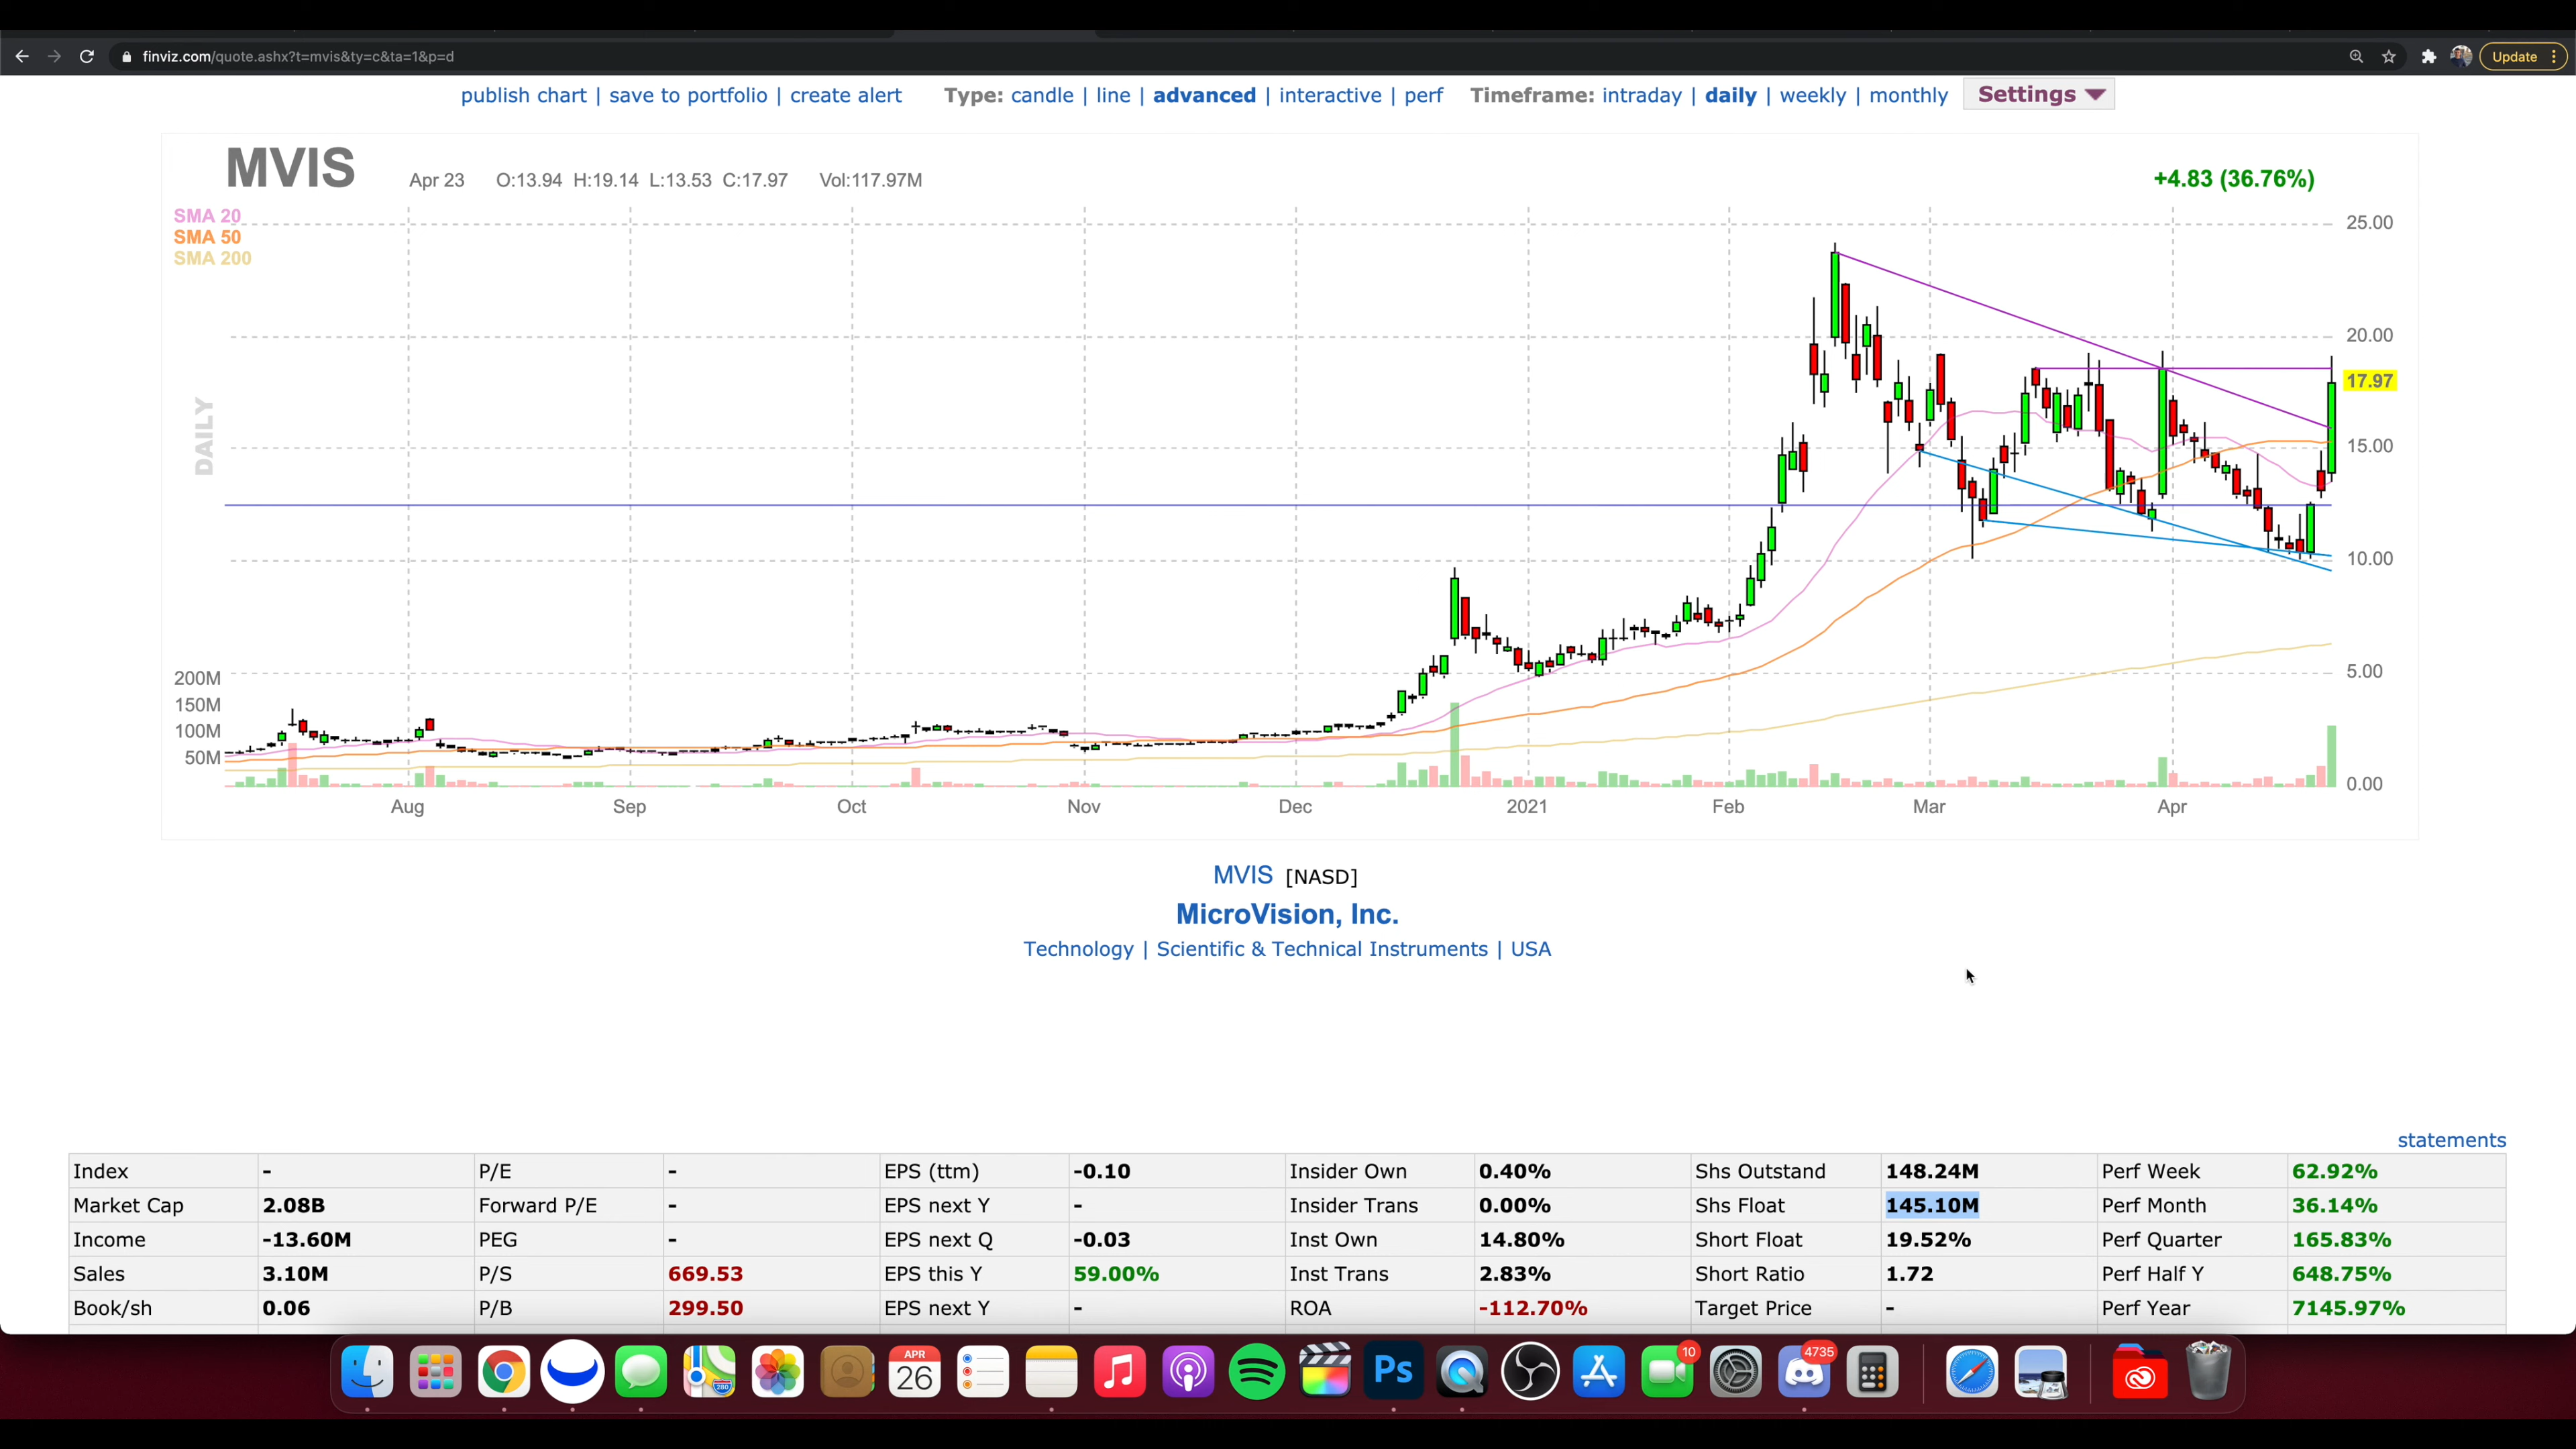 finviz.com/quote.ashx?t=mvis&ty=c&ta=1&p=d
Update
publish chart | save to portfolio | create alert Type: candle | line | advanced | interactive | perf Timeframe: intraday | daily | weekly | monthly Settings
MVIS Apr 23 O:13.94 H:19.14 L:13.53 C:17.97 Vol:117.97M +4.83 (36.76%)
SMA 20
SMA 50
SMA 200
25.00
20.00
17.97
15.00
10.00
5.00
0.00
DAILY
200M
150M
100M
50M
Aug Sep Oct Nov Dec 2021 Feb Mar Apr
MVIS [NASD]
MicroVision, Inc.
Technology | Scientific & Technical Instruments | USA
statements
Index - P/E - EPS (ttm) -0.10 Insider Own 0.40% Shs Outstand 148.24M Perf Week 62.92%
Market Cap 2.08B Forward P/E - EPS next Y - Insider Trans 0.00% Shs Float 145.10M Perf Month 36.14%
Income -13.60M PEG - EPS next Q -0.03 Inst Own 14.80% Short Float 19.52% Perf Quarter 165.83%
Sales 3.10M P/S 669.53 EPS this Y 59.00% Inst Trans 2.83% Short Ratio 1.72 Perf Half Y 648.75%
Book/sh 0.06 P/B 299.50 EPS next Y - ROA -112.70% Target Price - Perf Year 7145.97%
280
APR
26
Ps
10
4735